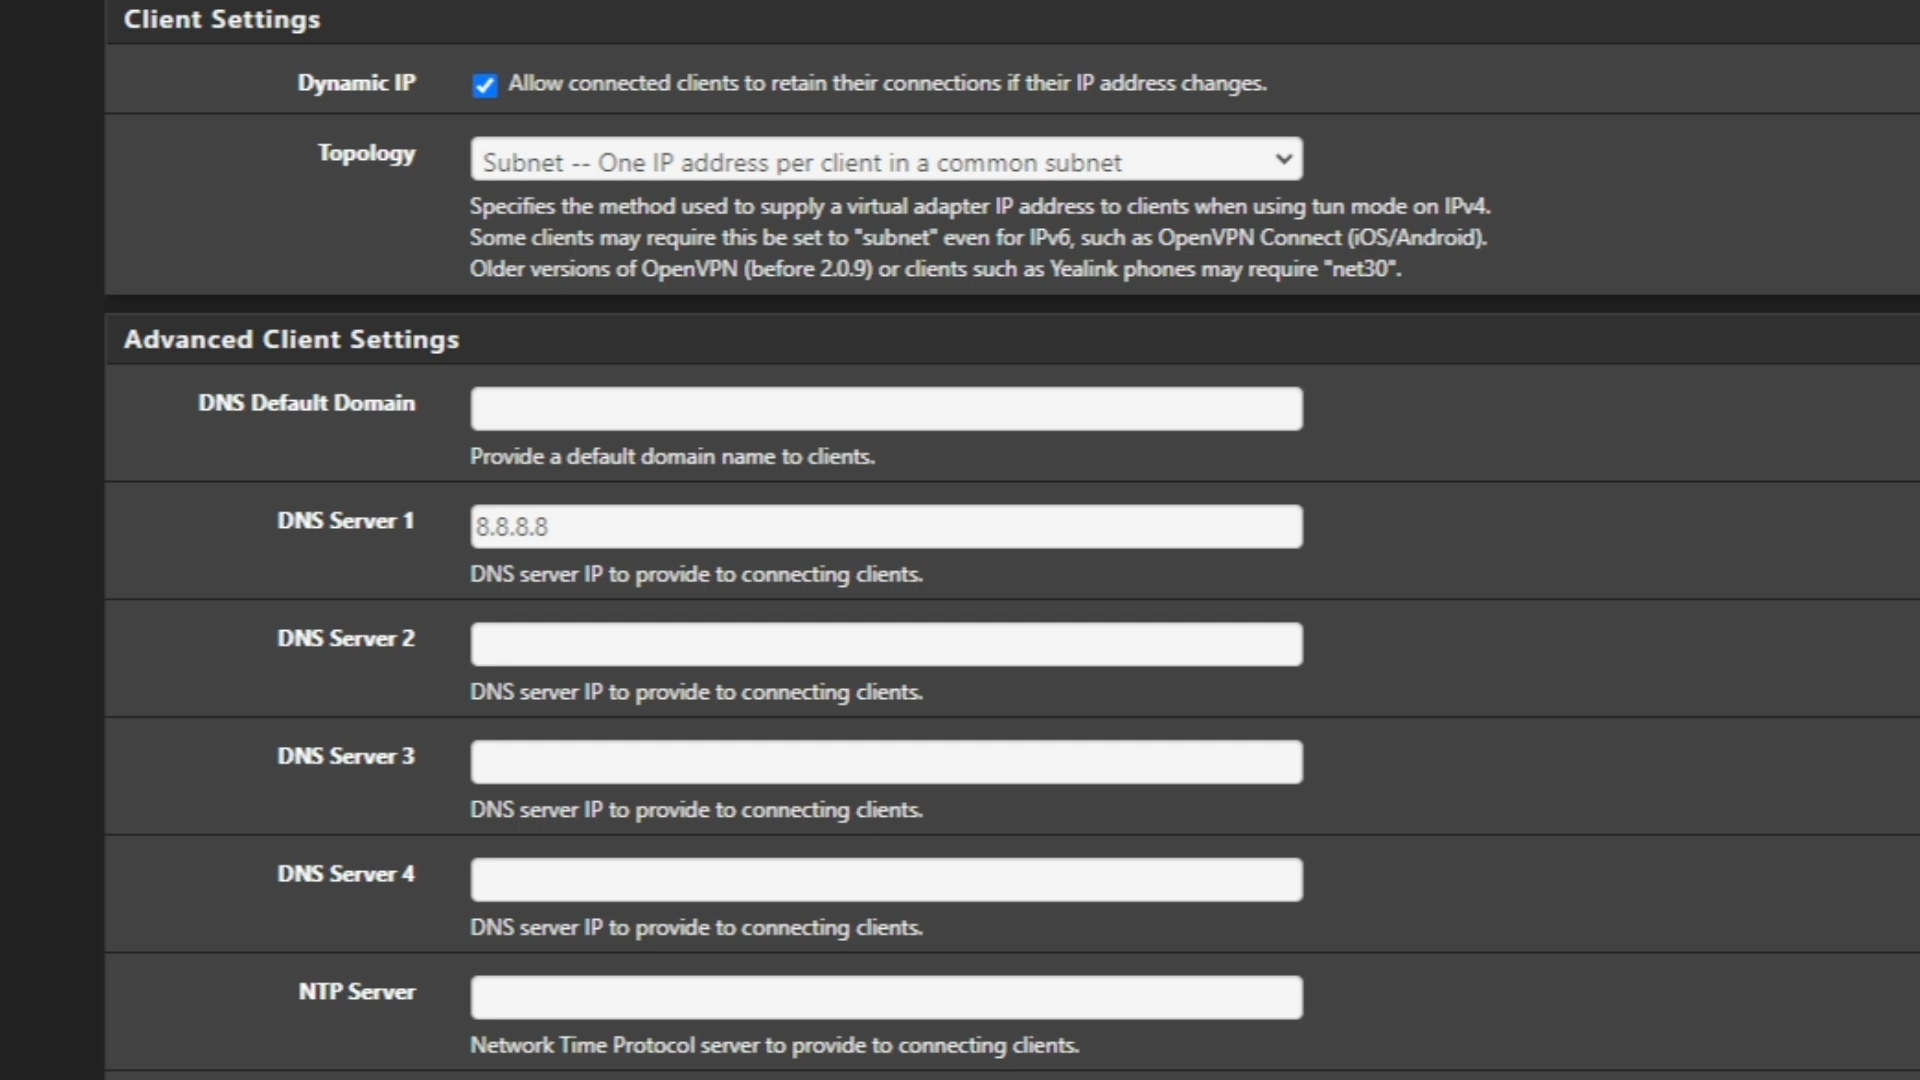 Client Settings
Dynamic IP
Allow connected clients to retain their connections if their IP address changes.
Topology
Subnet -- One IP address per client in a common subnet
Specifies the method used to supply a virtual adapter IP address to clients when using tun mode on IPv4.
Some clients may require this be set to "subnet" even for IPv6, such as OpenVPN Connect (iOS/Android).
Older versions of OpenVPN (before 2.0.9) or clients such as Yealink phones may require "net30".
Advanced Client Settings
DNS Default Domain
Provide a default domain name to clients.
DNS Server 1
8.8.8.8
DNS server IP to provide to connecting clients.
DNS Server 2
DNS server IP to provide to connecting clients.
DNS Server 3
DNS server IP to provide to connecting clients.
DNS Server 4
DNS server IP to provide to connecting clients.
NTP Server
Network Time Protocol server to provide to connecting clients.